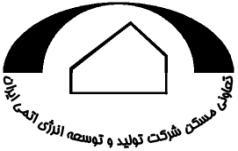 تعاونی مسکن شرکت تولید و توسعه انرژی اتمی ایران